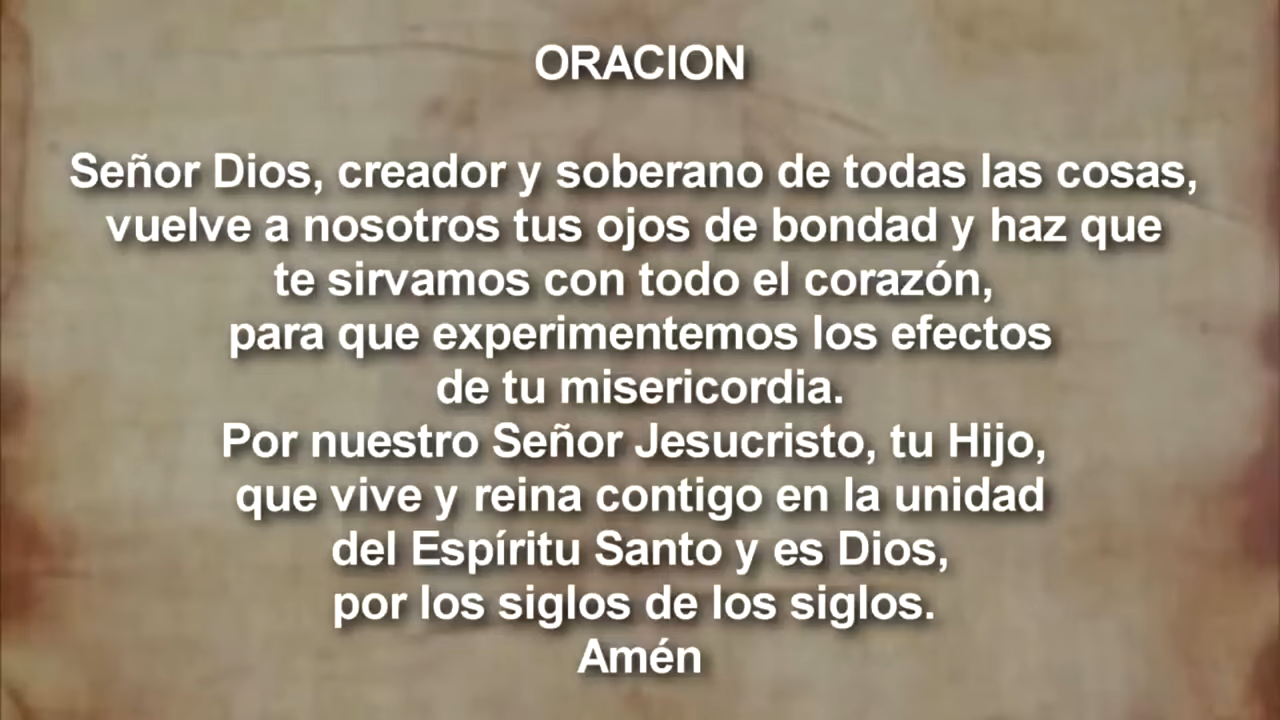 ORACION
Señor Dios, creador y soberano de todas las cosas,
vuelve a nosotros tus ojos de bondad y haz que
te sirvamos con todo el corazón,
para que experimentemos los efectos
de tu misericordia.
Por nuestro Señor Jesucristo, tu Hijo,
que vive y reina contigo en la unidad
del Espíritu Santo y es Dios,
por los siglos de los siglos.
Amén